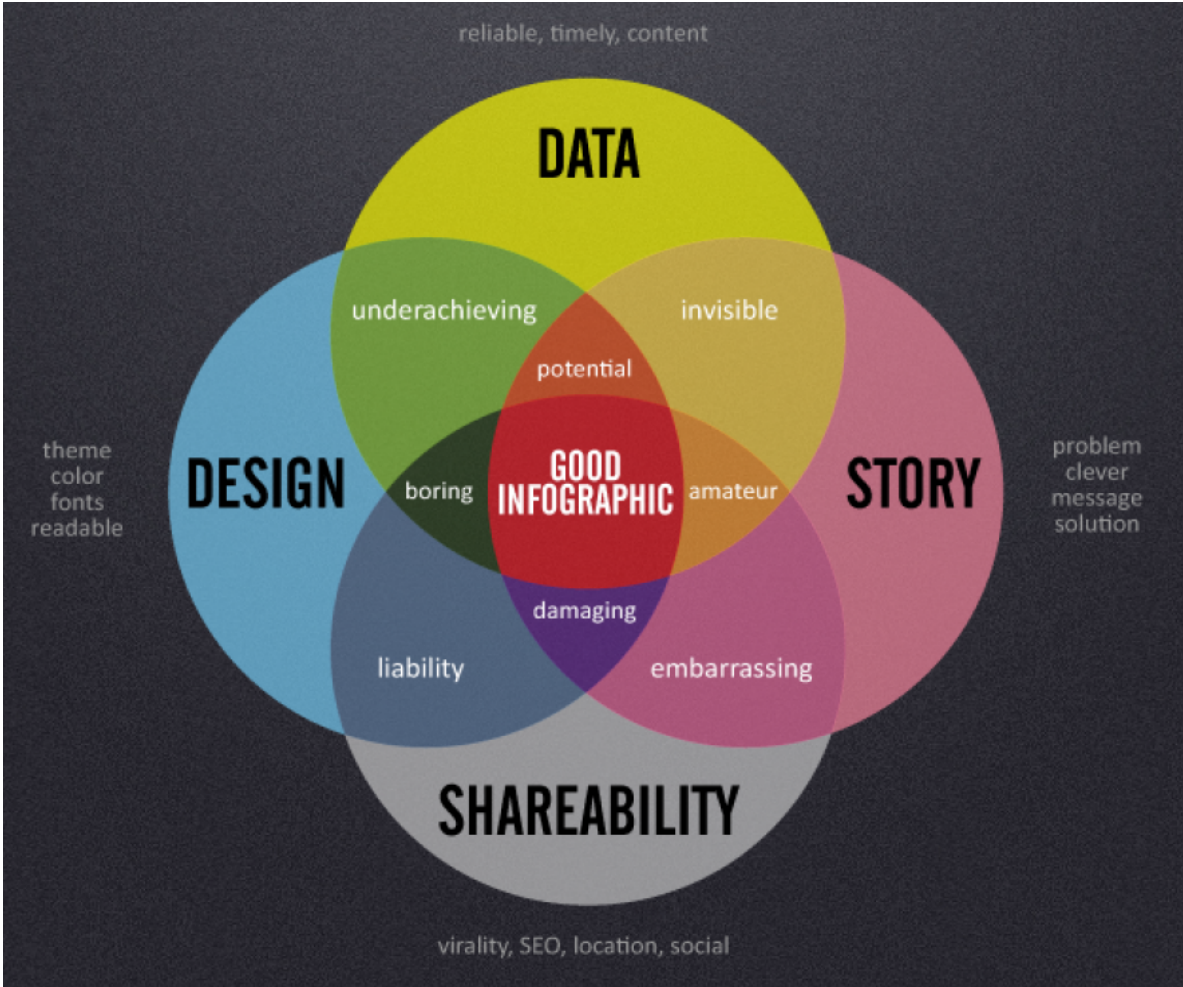 reliable, timely, content
DATA
underachieving
invisible
potential
theme
color
fonts
readable
DESIGN
boring
GOOD
INFOGRAPHIC
amateur
STORY
problem
clever
message
solution
damaging
liability
embarrassing
SHAREABILITY
virality, SEO, location, social